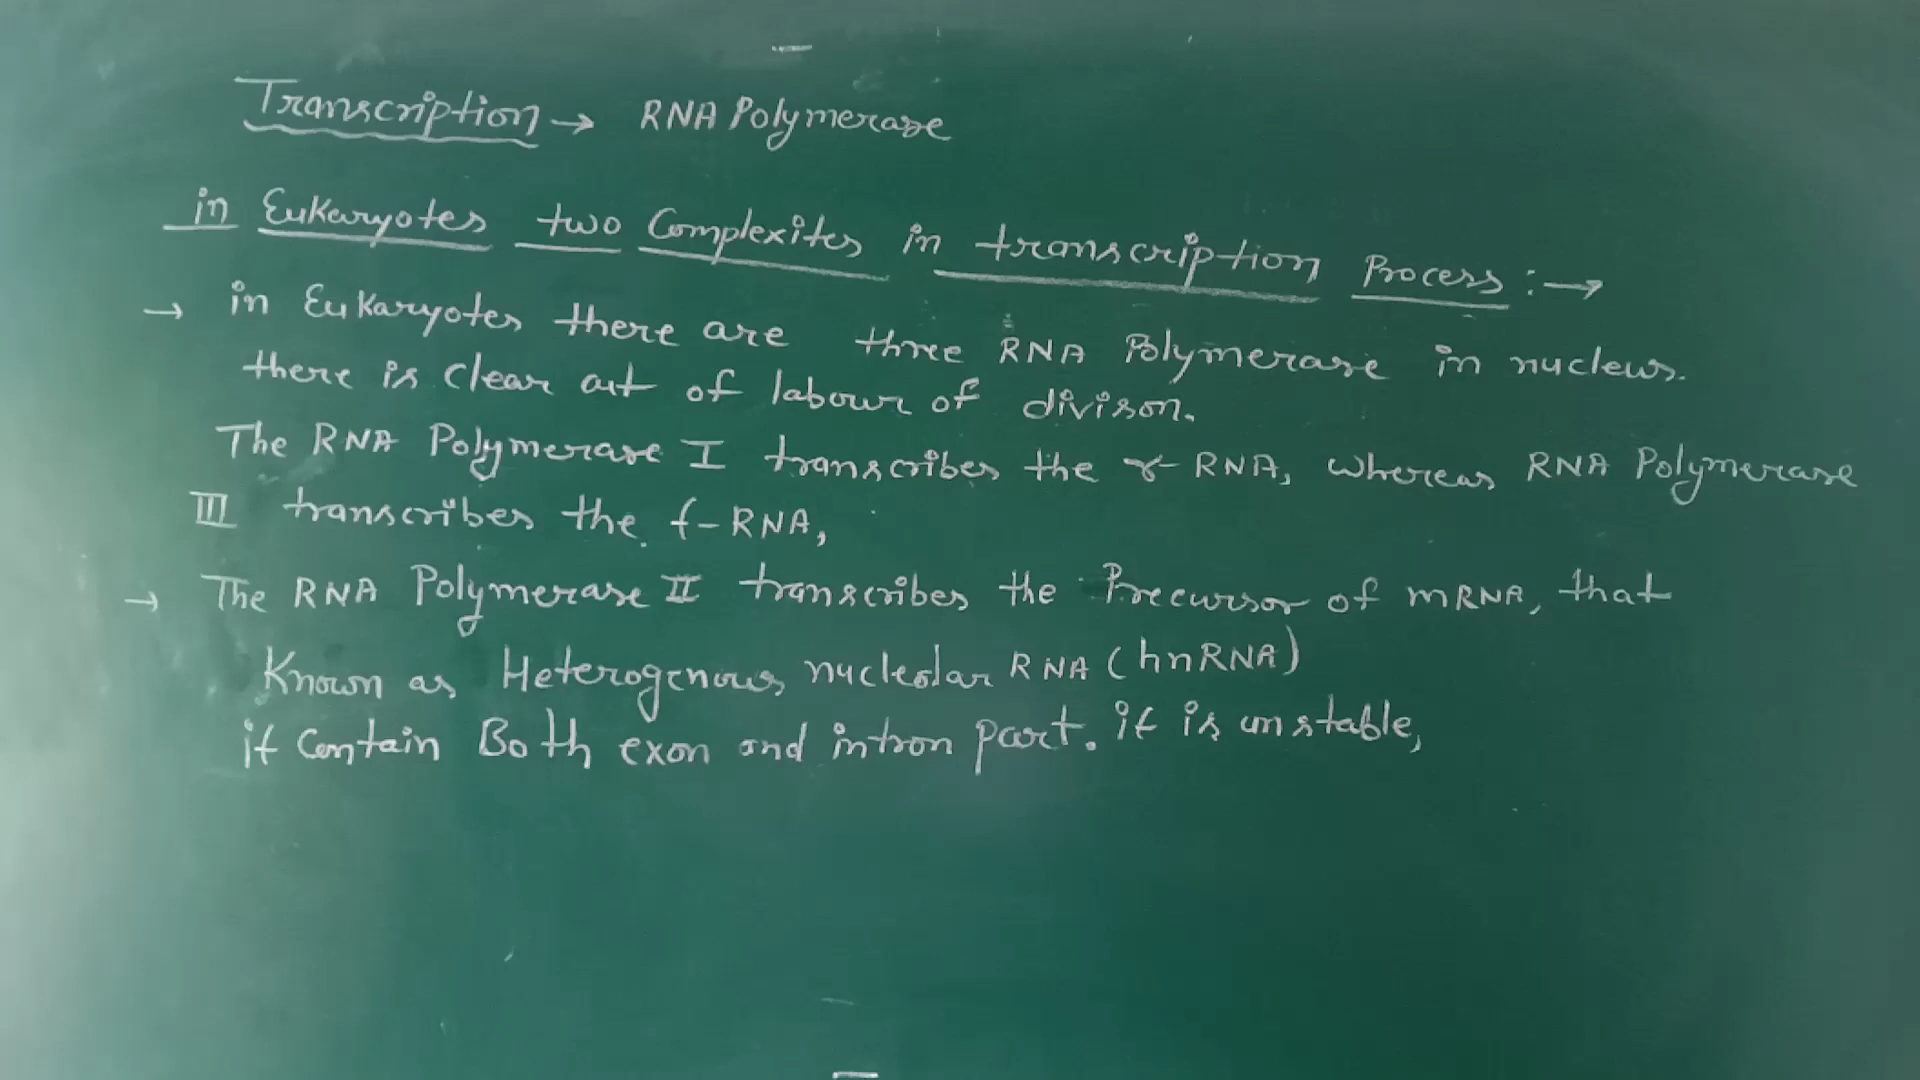 Transcription → RNA Polymerase
in Eukaryotes two Complexites in transcription Process :→
→ in Eukaryotes there are three RNA Polymerase in nucleus.
there is clear cut of labour of divison.
The RNA Polymerase I transcribes the r-RNA, whereas RNA Polymerase
III transcribes the t-RNA,
→ The RNA Polymerase II transcribes the Precursor of mRNA, that
Known as Heterogenous nucleolar RNA (hnRNA)
it Contain Both exon and intron part. it is unstable,